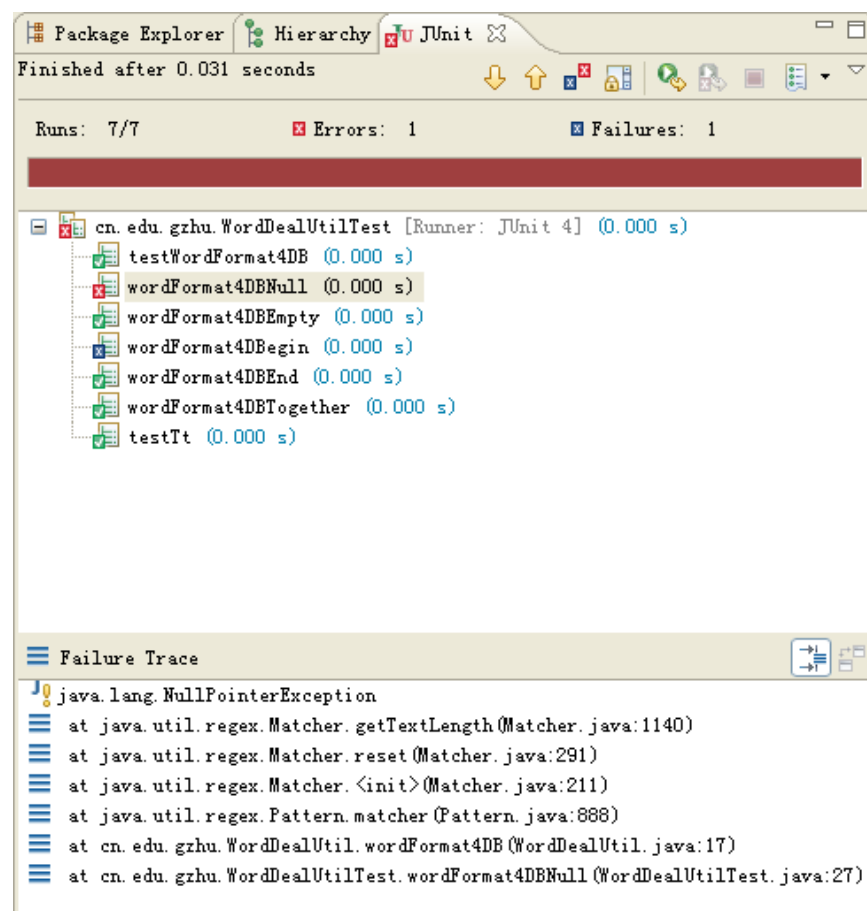 Package Explorer Hierarchy JUnit
Finished after 0.031 seconds
Runs: 7/7 Errors: 1 Failures: 1
cn.edu.gzhu.WordDealUtilTest [Runner: JUnit 4] (0.000 s)
testWordFormat4DB (0.000 s)
wordFormat4DBNull (0.000 s)
wordFormat4DBEmpty (0.000 s)
wordFormat4DBegin (0.000 s)
wordFormat4DBEnd (0.000 s)
wordFormat4DBTogether (0.000 s)
testTt (0.000 s)
Failure Trace
java.lang.NullPointerException
at java.util.regex.Matcher.getTextLength(Matcher.java:1140)
at java.util.regex.Matcher.reset(Matcher.java:291)
at java.util.regex.Matcher.<init>(Matcher.java:211)
at java.util.regex.Pattern.matcher(Pattern.java:888)
at cn.edu.gzhu.WordDealUtil.wordFormat4DB(WordDealUtil.java:17)
at cn.edu.gzhu.WordDealUtilTest.wordFormat4DBNull(WordDealUtilTest.java:27)